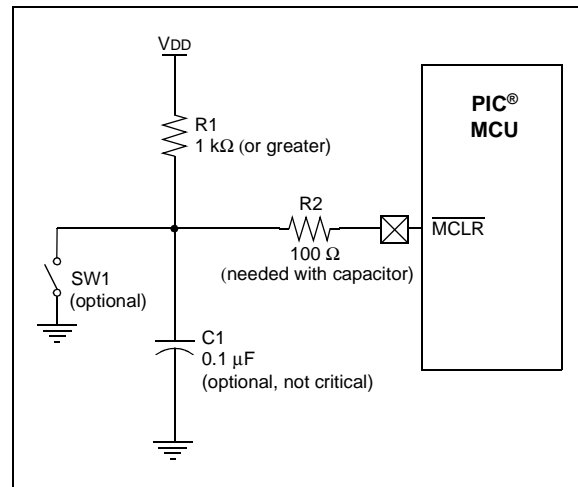 VDD
PIC®
MCU
R1
1 kΩ (or greater)
R2
MCLR
100 Ω
(needed with capacitor)
SW1
(optional)
C1
0.1 μF
(optional, not critical)